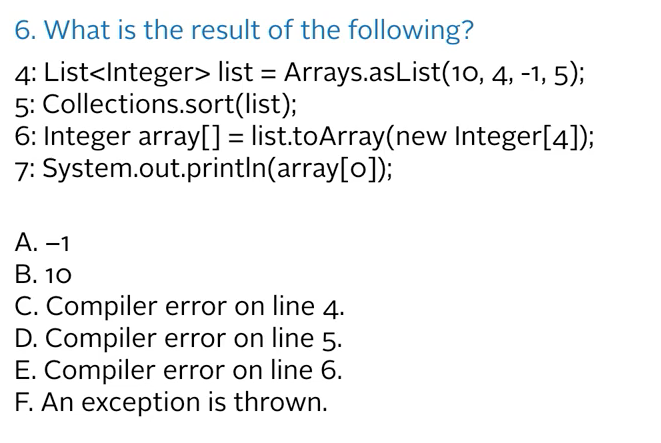 6. What is the result of the following?
4: List<Integer> list = Arrays.asList(10, 4, -1, 5);
5: Collections.sort(list);
6: Integer array[] = list.toArray(new Integer[4]);
7: System.out.println(array[0]);
A. –1
B. 10
C. Compiler error on line 4.
D. Compiler error on line 5.
E. Compiler error on line 6.
F. An exception is thrown.